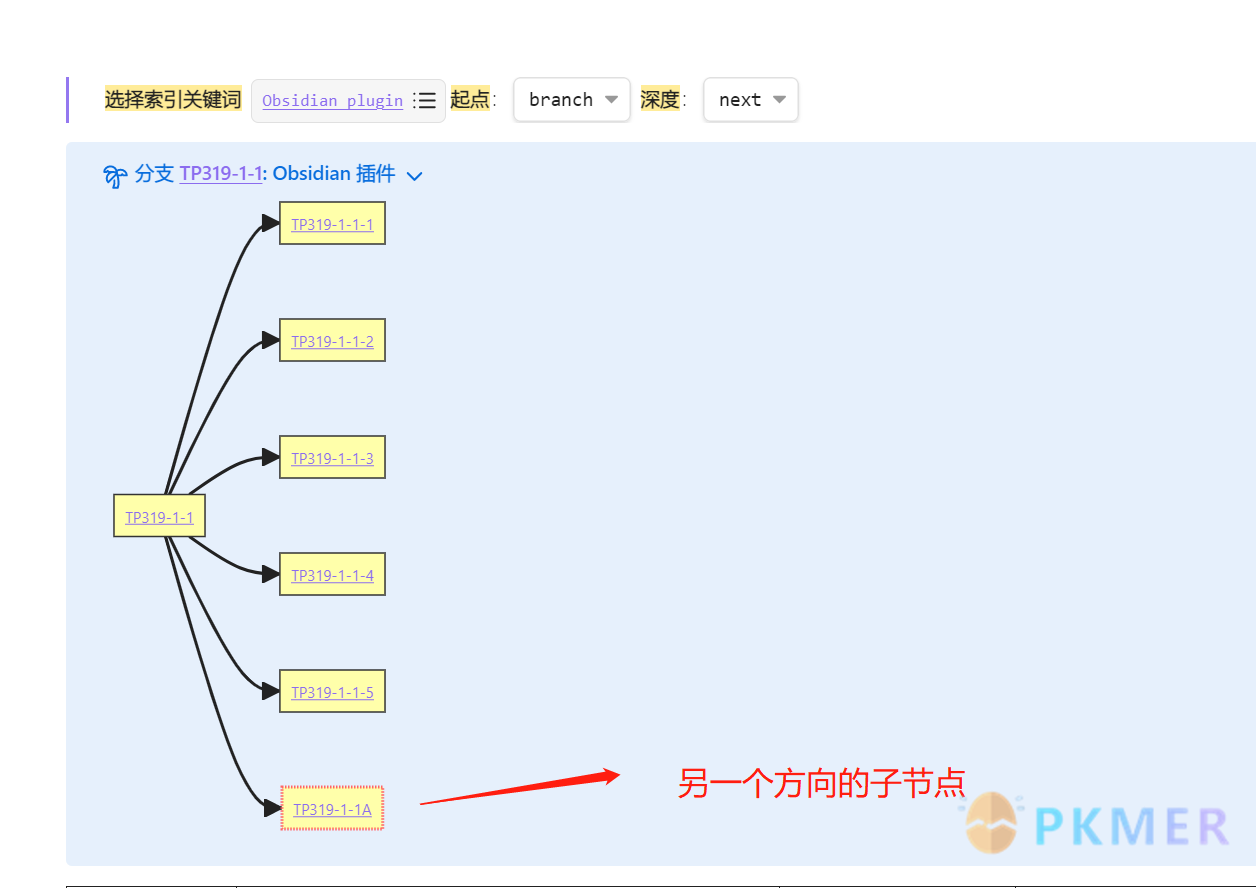 选择索引关键词 Obsidian plugin 起点: branch 深度: next
分支 TP319-1-1: Obsidian 插件
TP319-1-1-1
TP319-1-1-2
TP319-1-1-3
TP319-1-1
TP319-1-1-4
TP319-1-1-5
TP319-1-1A
另一个方向的子节点
PKMER